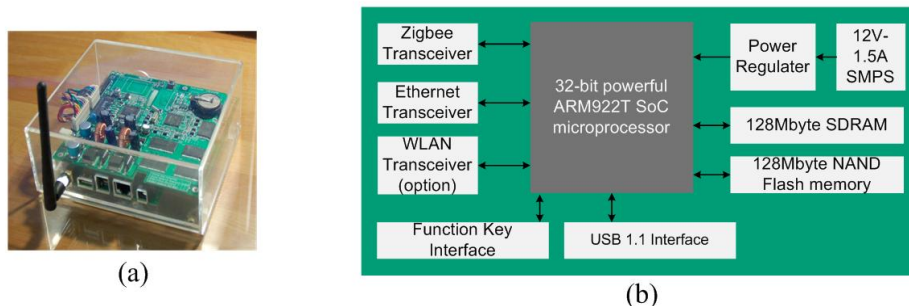 Zigbee
Transceiver
Ethernet
Transceiver
WLAN
Transceiver
(option)
32-bit powerful
ARM922T SoC
microprocessor
Power
Regulater
12V-
1.5A
SMPS
128Mbyte SDRAM
128Mbyte NAND
Flash memory
Function Key
Interface
USB 1.1 Interface
(a)
(b)